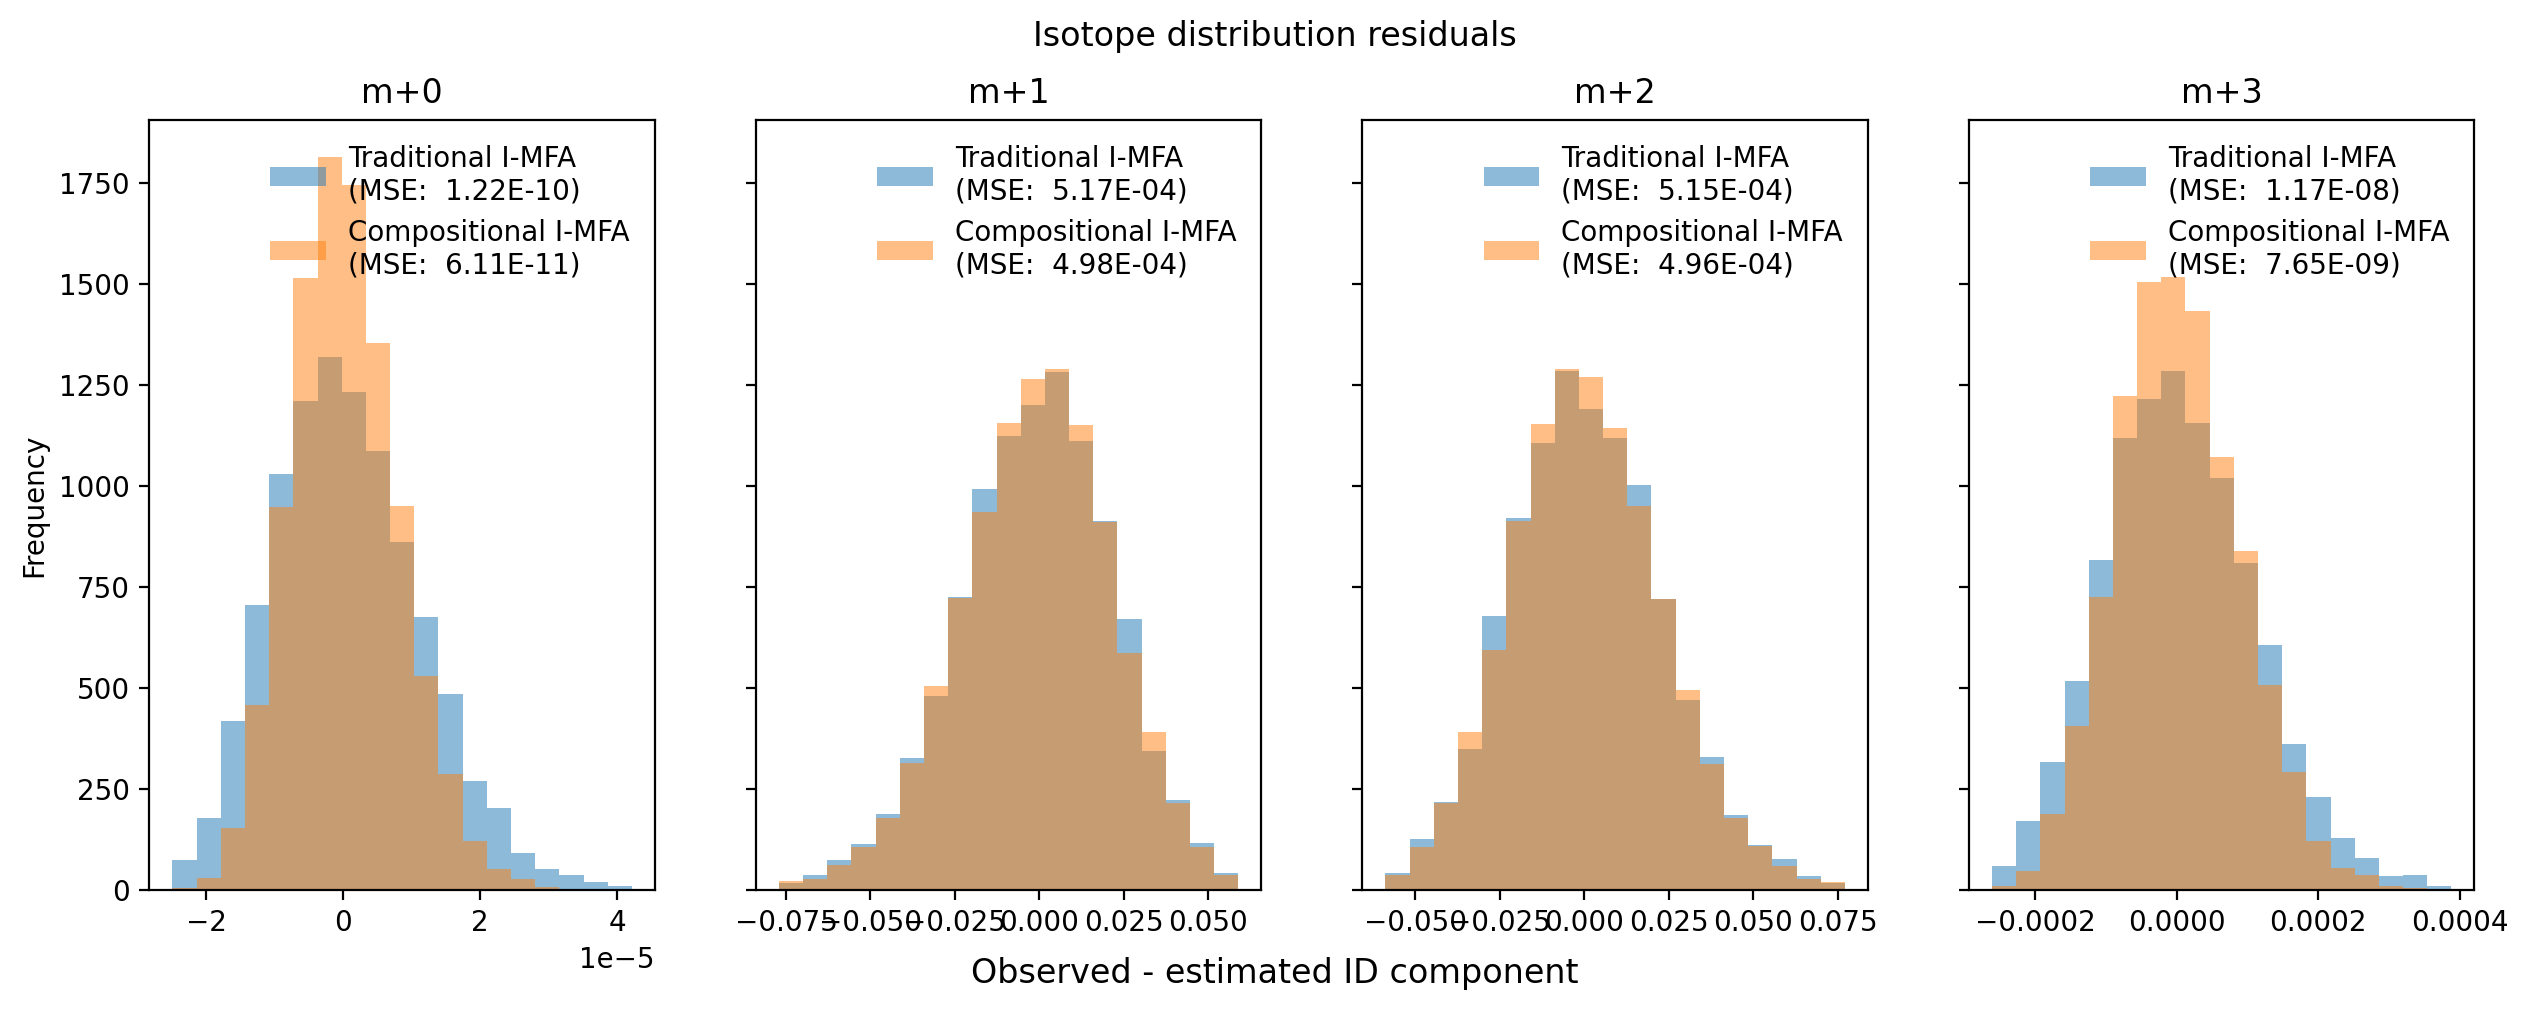 Isotope distribution residuals
m+0
Traditional I-MFA
(MSE:  1.22E-10)
Compositional I-MFA
(MSE:  6.11E-11)
Frequency
1750
1500
1250
1000
750
500
250
0
−2
0
2
4
1e−5
m+1
Traditional I-MFA
(MSE:  5.17E-04)
Compositional I-MFA
(MSE:  4.98E-04)
−0.075
−0.050
−0.025
0.000
0.025
0.050
m+2
Traditional I-MFA
(MSE:  5.15E-04)
Compositional I-MFA
(MSE:  4.96E-04)
−0.050
−0.025
0.000
0.025
0.050
0.075
m+3
Traditional I-MFA
(MSE:  1.17E-08)
Compositional I-MFA
(MSE:  7.65E-09)
−0.0002
0.0000
0.0002
0.0004
Observed - estimated ID component